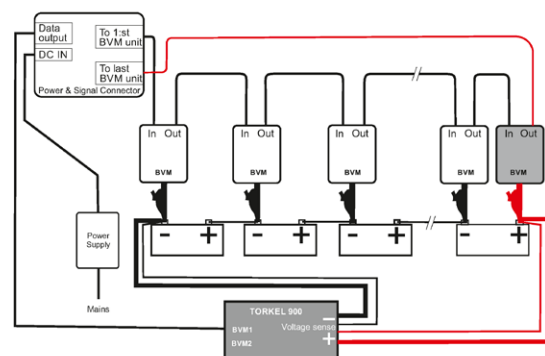 Data
output
DC IN
To 1:st
BVM unit
To last
BVM unit
Power & Signal Connector
In Out
BVM
In Out
BVM
In Out
BVM
In Out
BVM
In Out
BVM
//
//
- +
- +
- +
- +
Power
Supply
Mains
TORKEL 900
-
Voltage sense
+
BVM1
BVM2